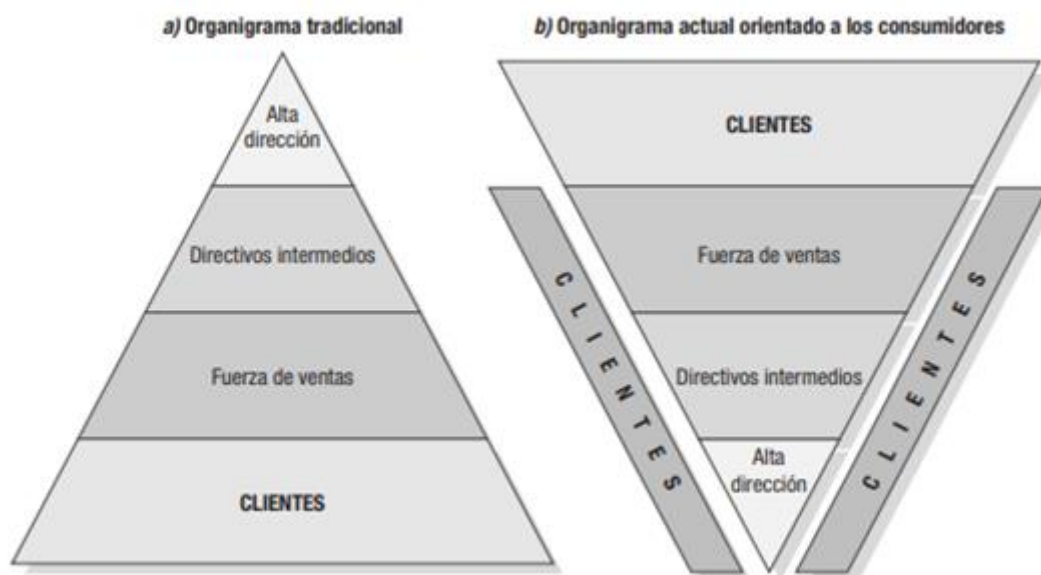 a) Organigrama tradicional
Alta
dirección
Directivos intermedios
Fuerza de ventas
CLIENTES
b) Organigrama actual orientado a los consumidores
CLIENTES
Fuerza de ventas
Directivos intermedios
Alta
dirección
CLIENTES
CLIENTES